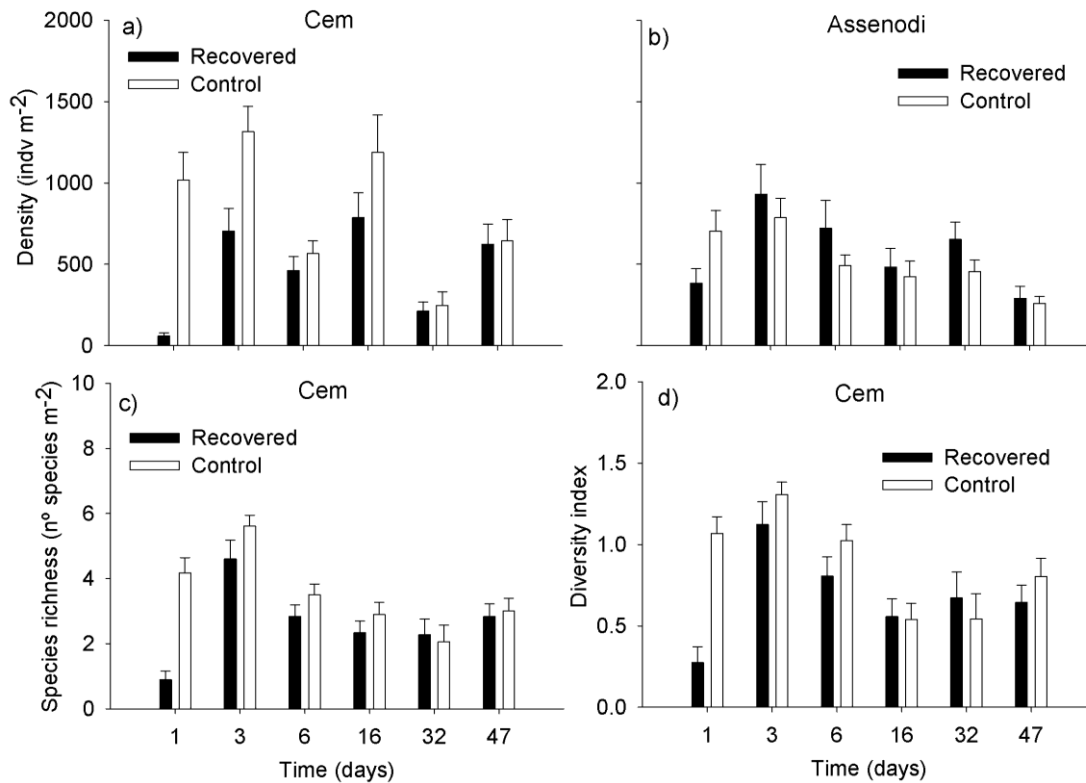 a)
Cem
Recovered
Control
Density (indv m⁻²)
2000
1500
1000
500
0
b)
Assenodi
Recovered
Control
c)
Cem
Recovered
Control
Species richness (nº species m⁻²)
10
8
6
4
2
0
1 3 6 16 32 47
Time (days)
d)
Cem
Recovered
Control
Diversity index
2.0
1.5
1.0
0.5
0.0
1 3 6 16 32 47
Time (days)